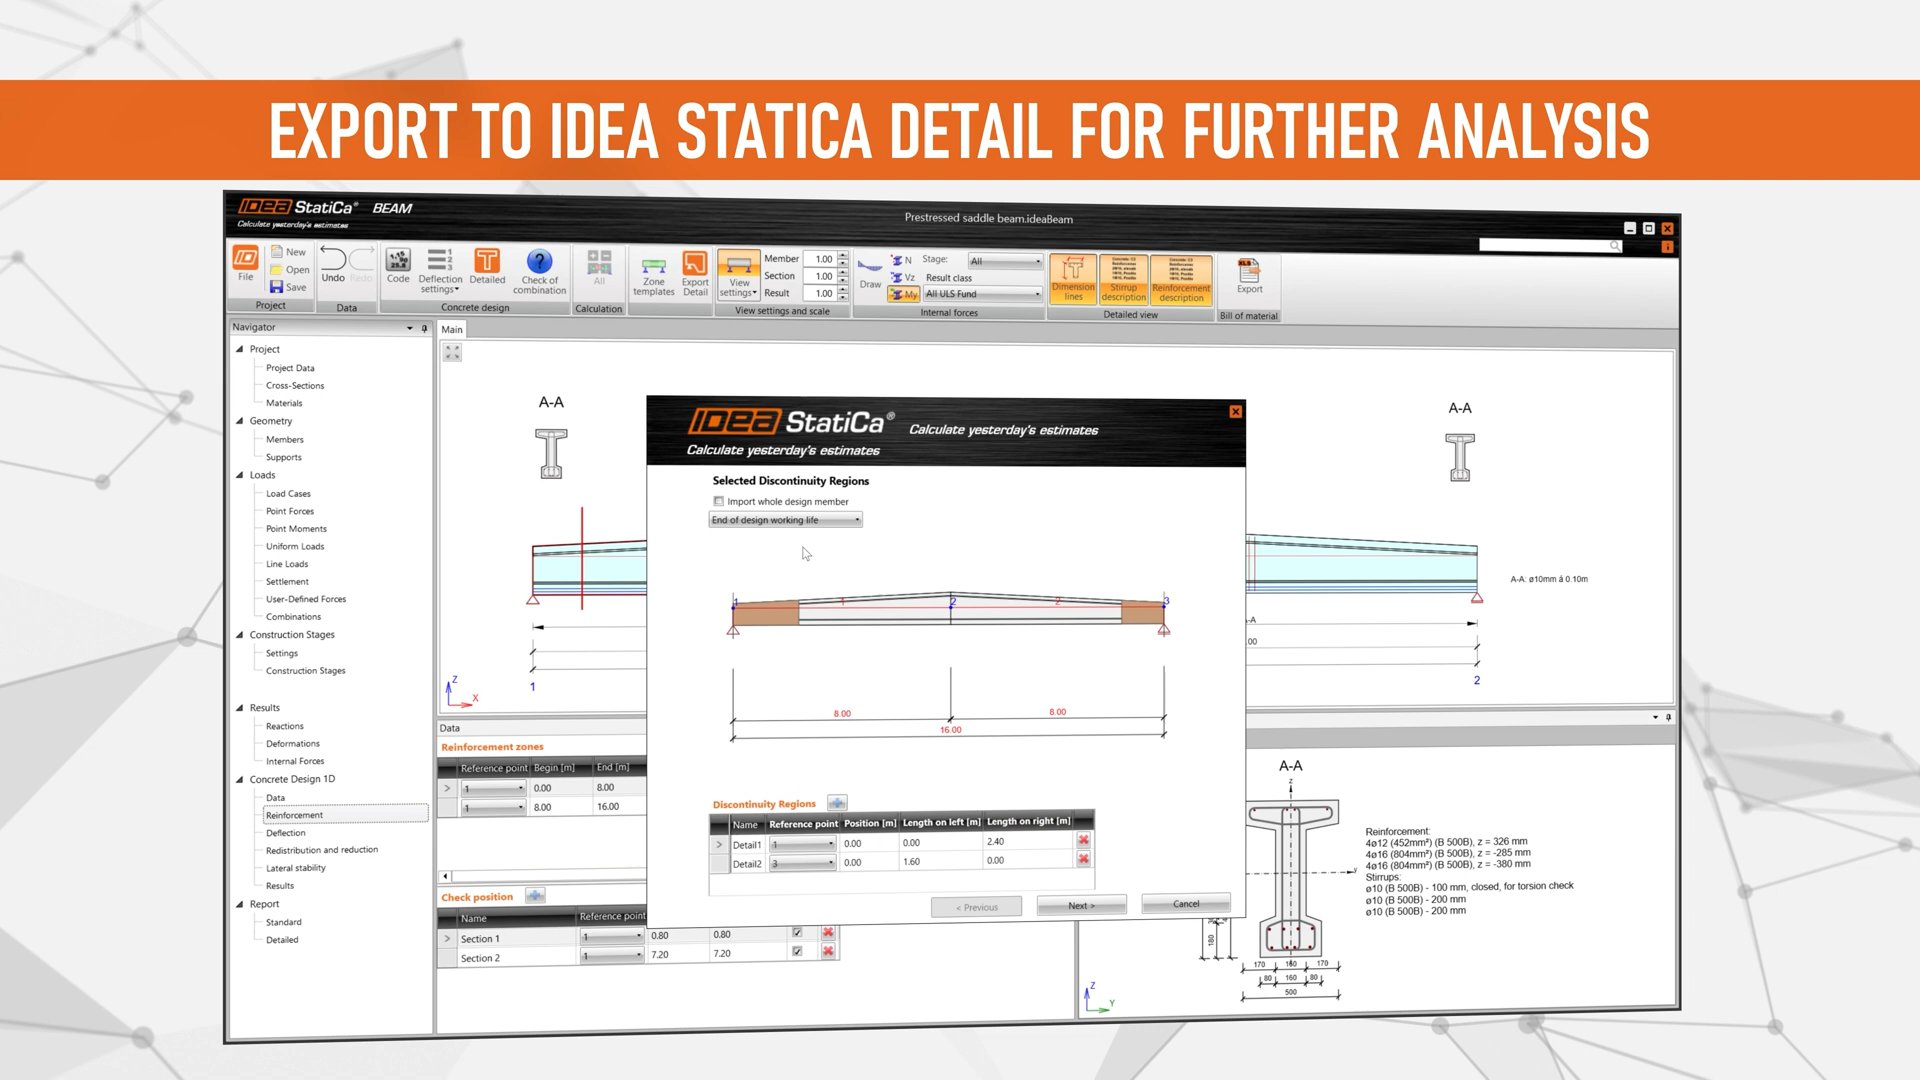 EXPORT TO IDEA STATICA DETAIL FOR FURTHER ANALYSIS
IDEA StatiCa® BEAM
Calculate yesterday's estimates
Prestressed saddle beam.ideaBeam
File
New
Open
Save
Project
Undo Redo
Data
Code
Deflection settings
Detailed
Check of combination
Concrete design
All
Calculation
Zone templates
Export Detail
View settings
Member 1.00
Section 1.00
Result 1.00
View settings and scale
Draw
N
Vz
My
Stage: All
Result class
All ULS Fund
Internal forces
Dimension lines
Stirrup description
Reinforcement description
Detailed view
XLS
Export
Bill of material
Navigator
Project
Project Data
Cross-Sections
Materials
Geometry
Members
Supports
Loads
Load Cases
Point Forces
Point Moments
Uniform Loads
Line Loads
Settlement
User-Defined Forces
Combinations
Construction Stages
Settings
Construction Stages
Results
Reactions
Deformations
Internal Forces
Concrete Design 1D
Data
Reinforcement
Deflection
Redistribution and reduction
Lateral stability
Results
Report
Standard
Detailed
Main
A-A
Z
X
1
A-A
A-A: ø10mm á 0.10m
-A
.00
2
Data
Reinforcement zones
Reference point Begin [m] End [m]
1 0.00 8.00
1 8.00 16.00
Check position
Name Reference point
Section 1 1 0.80 0.80
Section 2 1 7.20 7.20
IDEA StatiCa® Calculate yesterday's estimates
Calculate yesterday's estimates
Selected Discontinuity Regions
Import whole design member
End of design working life
1 1 2 2 3
8.00 8.00
16.00
Discontinuity Regions
Name Reference point Position [m] Length on left [m] Length on right [m]
Detail1 1 0.00 0.00 2.40
Detail2 3 0.00 1.60 0.00
< Previous Next > Cancel
A-A
z
Reinforcement:
4ø12 (452mm²) (B 500B), z = 326 mm
4ø16 (804mm²) (B 500B), z = -285 mm
4ø16 (804mm²) (B 500B), z = -380 mm
Stirrups:
ø10 (B 500B) - 100 mm, closed, for torsion check
ø10 (B 500B) - 200 mm
ø10 (B 500B) - 200 mm
180
170 160 170
80 160 80
500
Z
Y